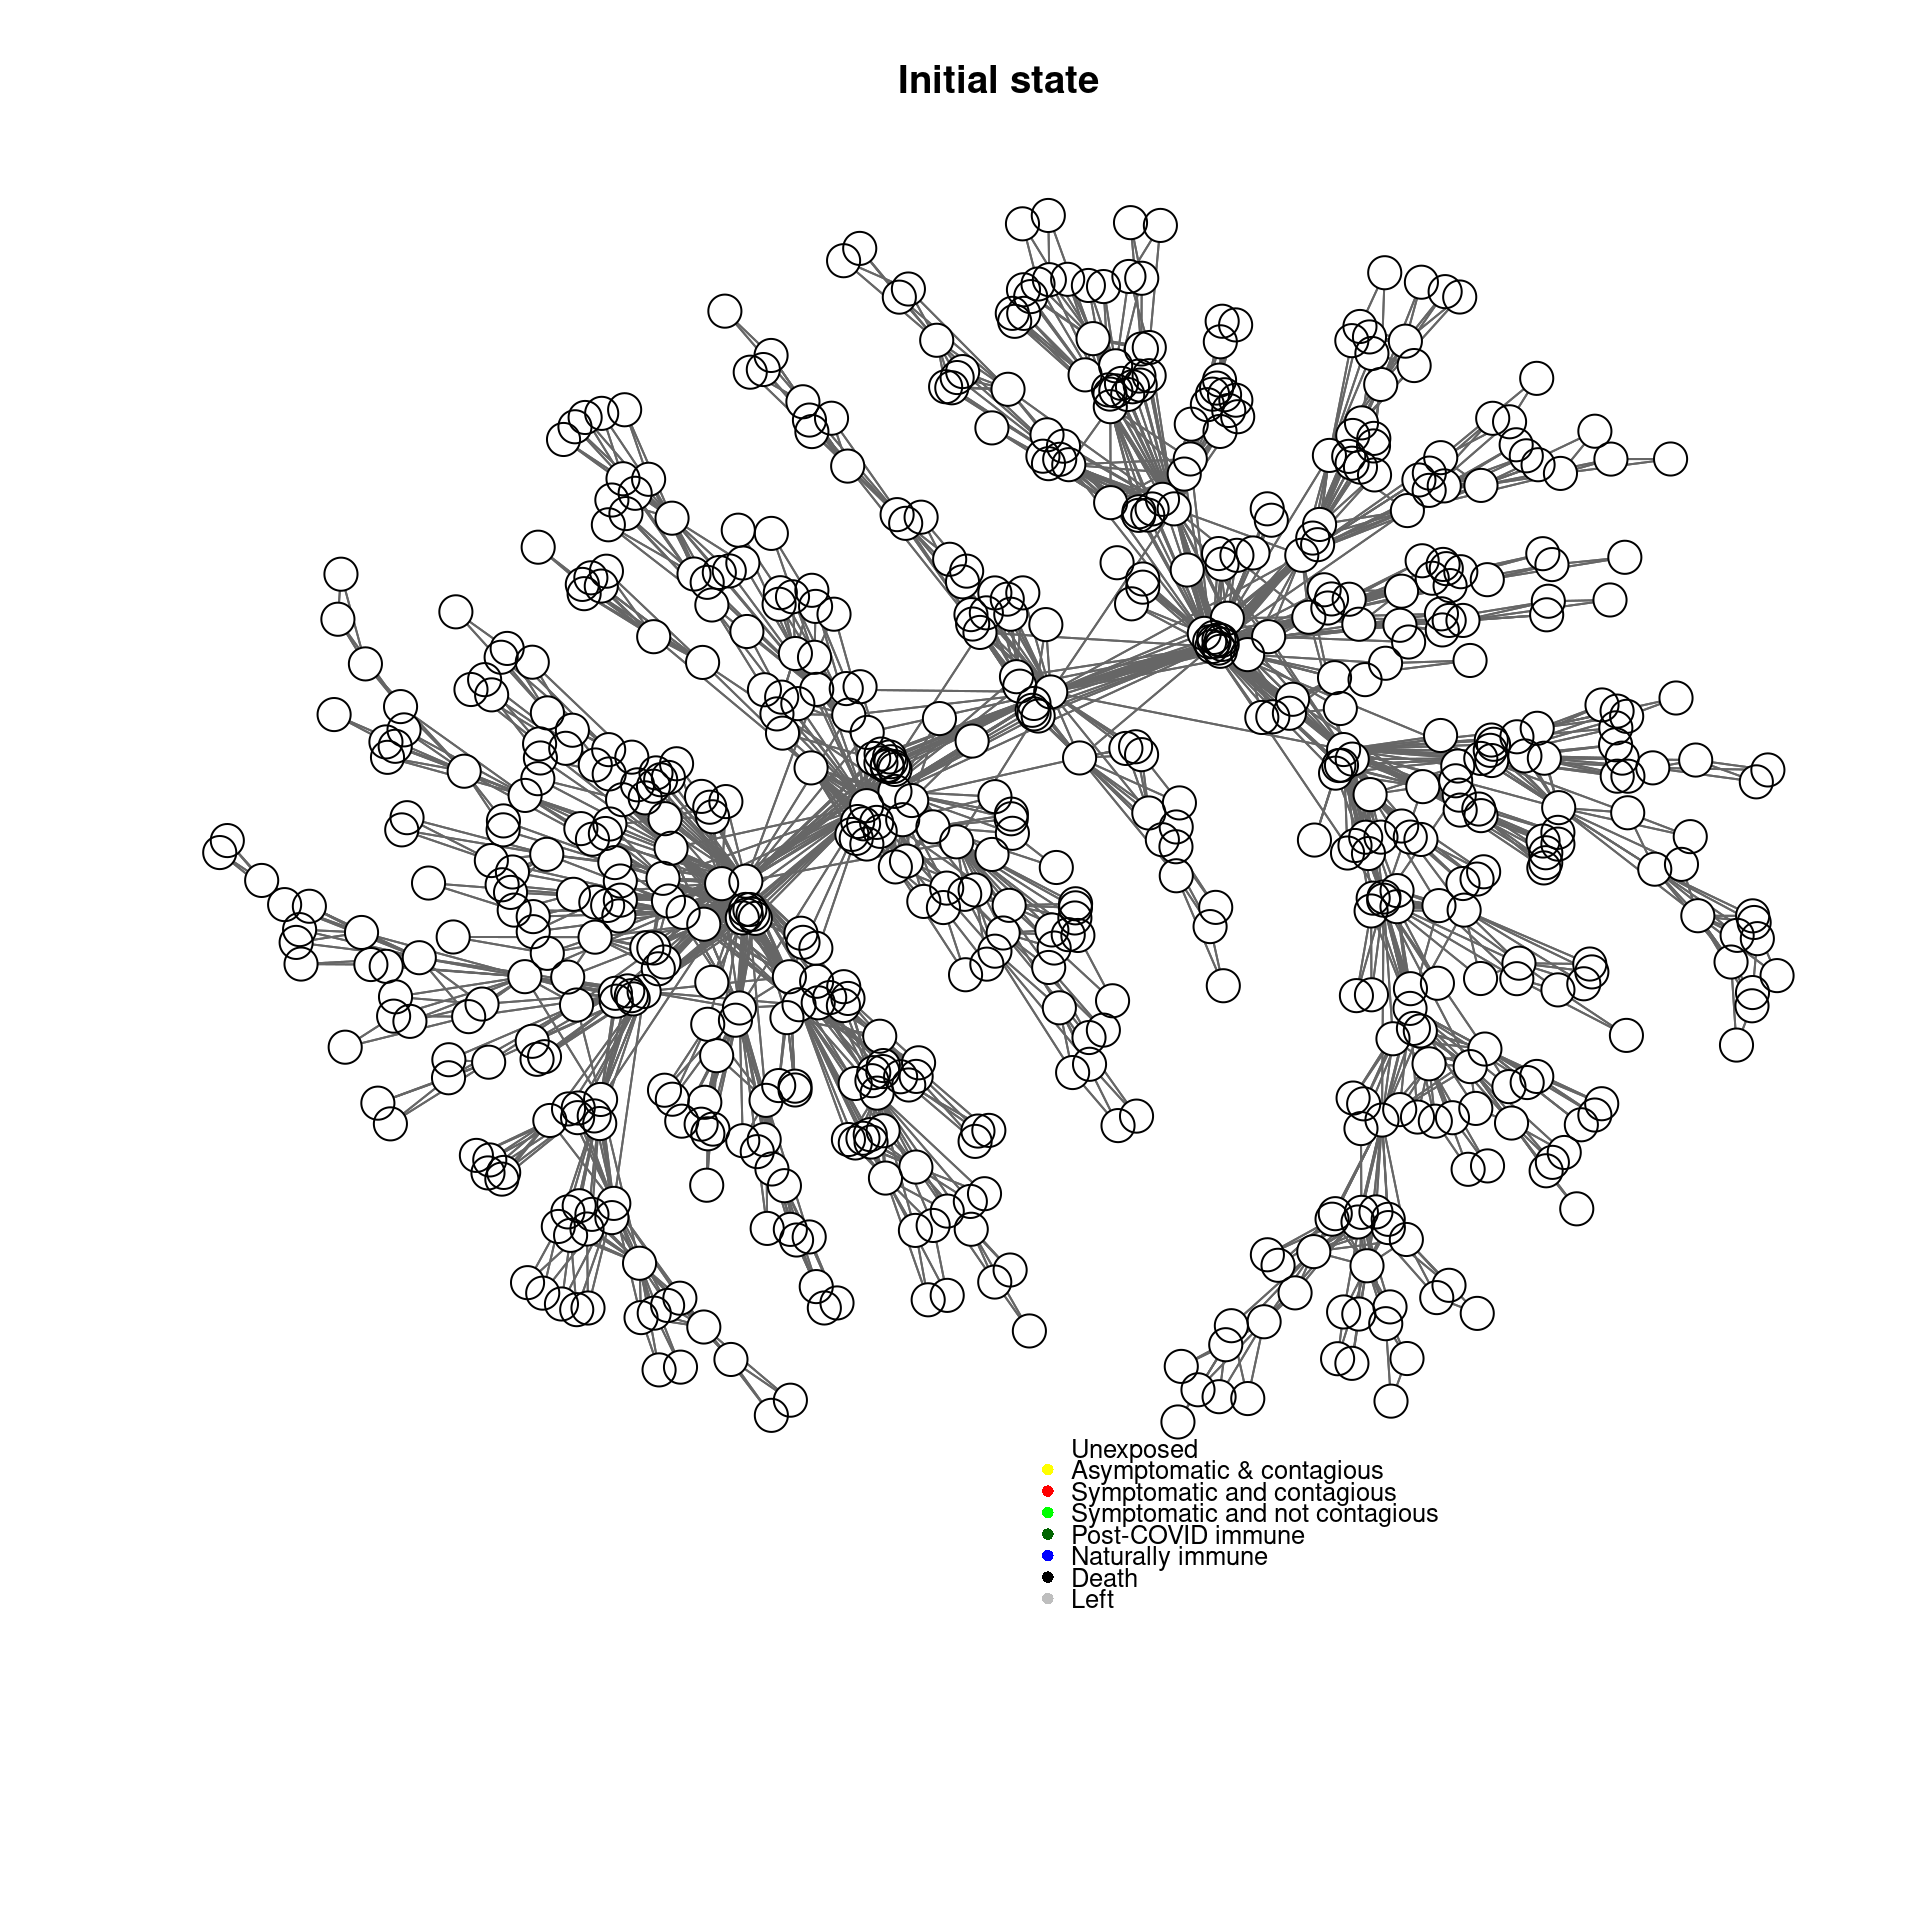 Initial state
Unexposed
Asymptomatic & contagious
Symptomatic and contagious
Symptomatic and not contagious
Post-COVID immune
Naturally immune
Death
Left